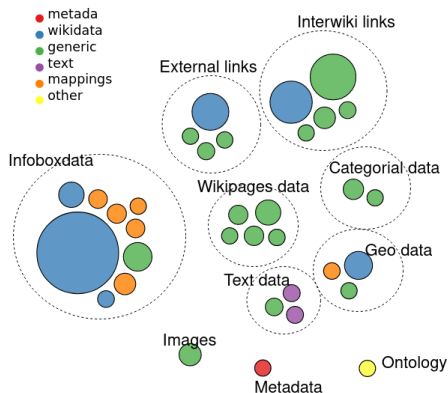 metada
wikidata
generic
text
mappings
other
Interwiki links
External links
Infoboxdata
Categorial data
Wikipages data
Geo data
Text data
Images
Metadata
Ontology